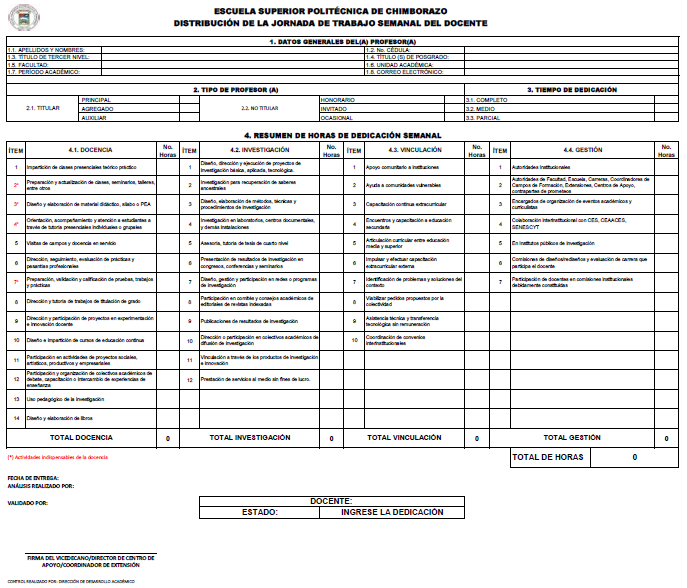 ESCUELA SUPERIOR POLITÉCNICA DE CHIMBORAZO
DISTRIBUCIÓN DE LA JORNADA DE TRABAJO SEMANAL DEL DOCENTE
1. DATOS GENERALES DEL(A) PROFESOR(A)
1.1. APELLIDOS Y NOMBRES:
1.2. No. CÉDULA:
1.3. TÍTULO DE TERCER NIVEL:
1.4. TÍTULO (S) DE POSGRADO:
1.5. FACULTAD:
1.6. UNIDAD ACADÉMICA:
1.7. PERÍODO ACADÉMICO:
1.8. CORREO ELECTRÓNICO:
2. TIPO DE PROFESOR (A)
3. TIEMPO DE DEDICACIÓN
2.1. TITULAR
PRINCIPAL
AGREGADO
AUXILIAR
2.2. NO TITULAR
HONORARIO
INVITADO
OCASIONAL
3.1. COMPLETO
3.2. MEDIO
3.3. PARCIAL
4. RESUMEN DE HORAS DE DEDICACIÓN SEMANAL
ÍTEM 4.1. DOCENCIA No. Horas
1 Impartición de clases presenciales teórico práctico
2* Preparación y actualización de clases, seminarios, talleres,
entre otros
3* Diseño y elaboración de material didáctico, sílabo o PEA
4* Orientación, acompañamiento y atención a estudiantes a
través de tutoría presenciales individuales o grupales
5 Visitas de campos y docencia en servicio
6 Dirección, seguimiento, evaluación de prácticas y
pasantías profesionales
7* Preparación, validación y calificación de pruebas, trabajos
y prácticas
8 Dirección y tutoría de trabajos de titulación de grado
9 Dirección y participación de proyectos en experimentación
e innovación docente
10 Diseño e impartición de cursos de educación continua
11 Participación en actividades de proyectos sociales,
artísticos, productivos y empresariales
12 Participación y organización de colectivos académicos de
debate, capacitación o intercambio de experiencias de
enseñanza
13 Uso pedagógico de la investigación
14 Diseño y elaboración de libros
TOTAL DOCENCIA 0
ÍTEM 4.2. INVESTIGACIÓN No. Horas
1 Diseño, dirección y ejecución de proyectos de
investigación básica, aplicada, tecnológica.
2 Investigación para recuperación de saberes
ancestrales
3 Diseño, elaboración de métodos, técnicas y
procedimientos de investigación
4 Investigación en laboratorios, centros documentales,
y demás instalaciones
5 Asesoría, tutoría de tesis de cuarto nivel
6 Presentación de resultados de investigación en
congresos, conferencias y seminarios
7 Diseño, gestión y participación en redes o programas
de investigación
8 Participación en comités y consejos académicos de
editoriales de revistas indexadas
9 Publicaciones de resultados de investigación
10 Dirección o participación en colectivos académicos de
difusión de investigación
11 Vinculación a través de los productos de investigación
e innovación
12 Prestación de servicios al medio sin fines de lucro.
TOTAL INVESTIGACIÓN 0
ÍTEM 4.3. VINCULACIÓN No. Horas
1 Apoyo comunitario a instituciones
2 Ayuda a comunidades vulnerables
3 Capacitación continua extracurricular
4 Encuentros y capacitación a educación
secundaria
5 Articulación curricular entre educación
media y superior
6 Impulsar y efectuar capacitación
extracurricular externa
7 Identificación de problemas y soluciones del
contexto
8 Viabilizar pedidos propuestos por la
colectividad
9 Asistencia técnica y transferencia
tecnológica sin remuneración
10 Coordinación de convenios
interinstitucionales
TOTAL VINCULACIÓN 0
ÍTEM 4.4. GESTIÓN No. Horas
1 Autoridades Institucionales
2 Autoridades de Facultad, Escuela, Carreras, Coordinadores de
Campos de Formación, Extensiones, Centros de Apoyo,
contrapartes de prometeos
3 Encargados de organización de eventos académicos y
curriculistas
4 Colaboración interinstitucional con CES, CEAACES,
SENESCYT
5 En institutos públicos de investigación
6 Comisiones de diseños/rediseños y evaluación de carrera que
participa el docente
7 Participación de docentes en comisiones institucionales
debidamente constituidas
TOTAL GESTIÓN 0
(*) Actividades indispensables de la docencia
TOTAL DE HORAS 0
FECHA DE ENTREGA:
ANÁLISIS REALIZADO POR:
VALIDADO POR:
DOCENTE:
ESTADO: INGRESE LA DEDICACIÓN
FIRMA DEL VICEDECANO/DIRECTOR DE CENTRO DE
APOYO/COORDINADOR DE EXTENSIÓN
CONTROL REALIZADO POR: DIRECCIÓN DE DESARROLLO ACADÉMICO